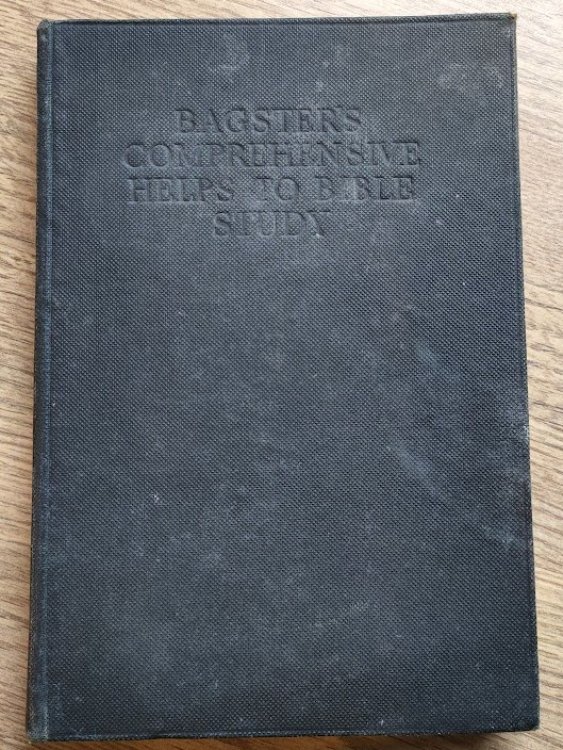 BAGSTER'S
COMPREHENSIVE
HELPS TO BIBLE
STUDY